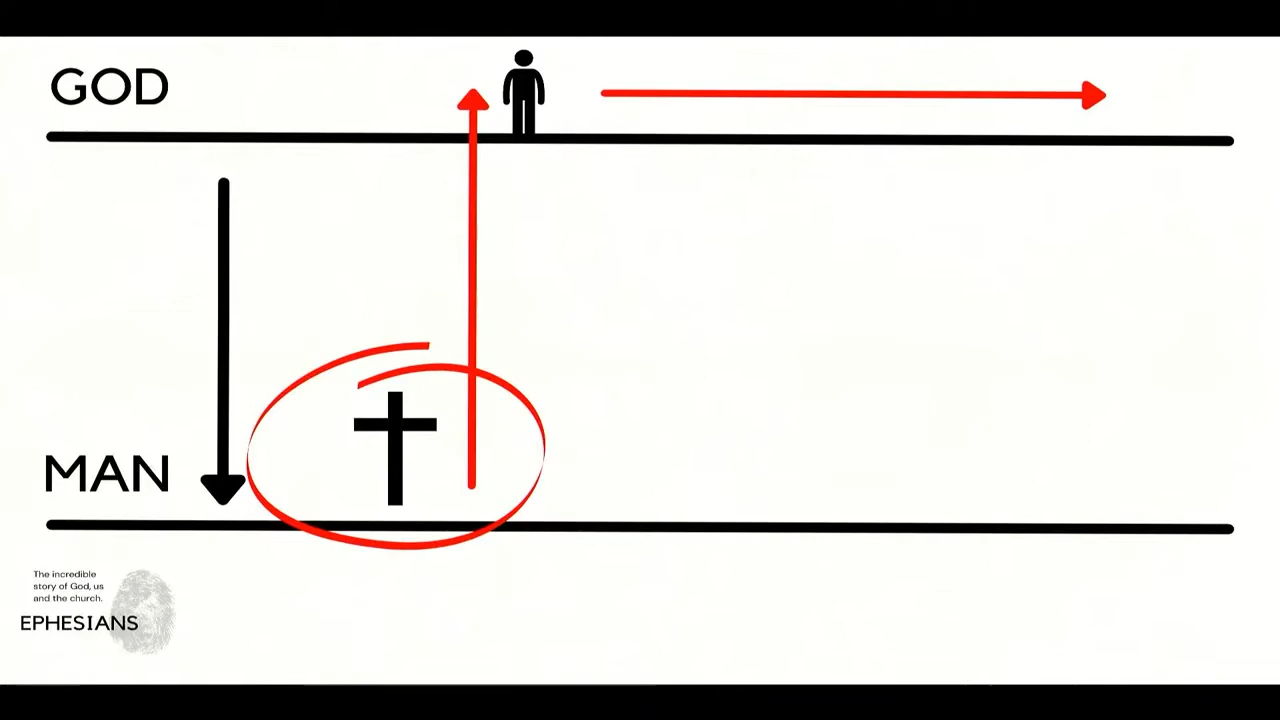 GOD
MAN
The incredible
story of God, us
and the church.
EPHESIANS